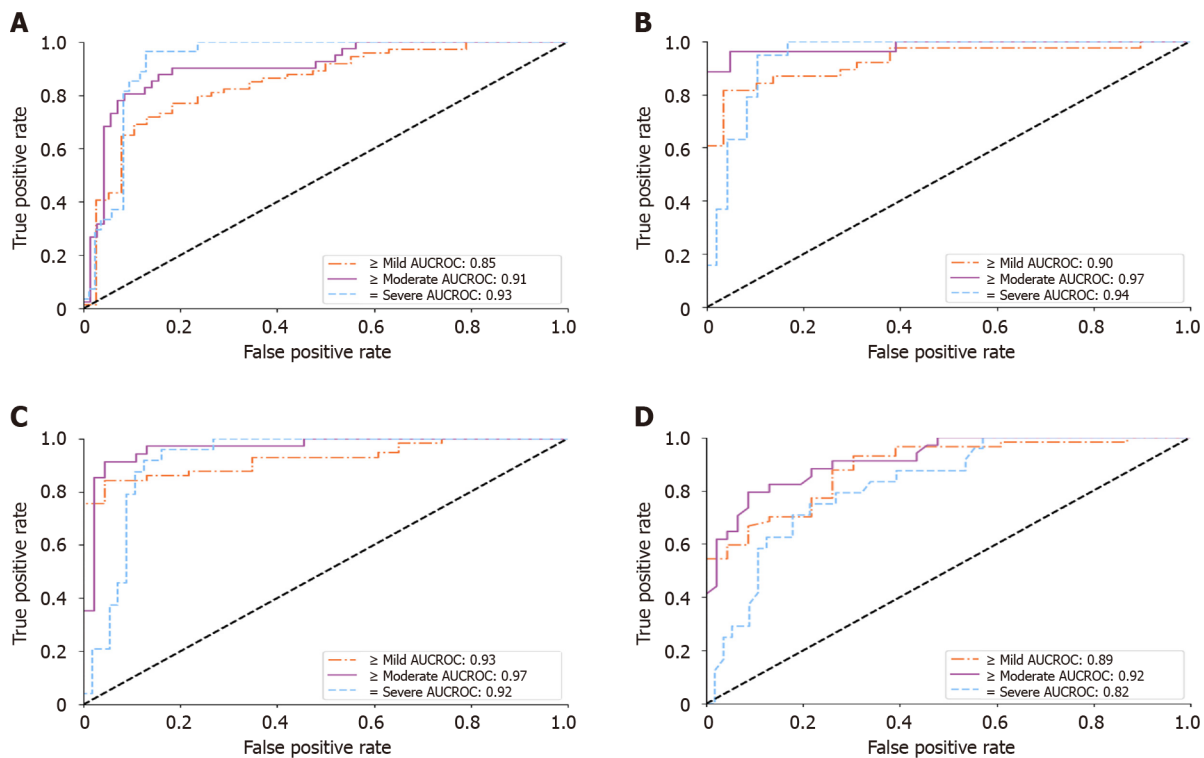 A
True positive rate
1.0
0.8
0.6
0.4
0.2
0
≥ Mild AUCROC: 0.85
≥ Moderate AUCROC: 0.91
= Severe AUCROC: 0.93
0 0.2 0.4 0.6 0.8 1.0
False positive rate
B
True positive rate
1.0
0.8
0.6
0.4
0.2
0
≥ Mild AUCROC: 0.90
≥ Moderate AUCROC: 0.97
= Severe AUCROC: 0.94
0 0.2 0.4 0.6 0.8 1.0
False positive rate
C
True positive rate
1.0
0.8
0.6
0.4
0.2
0
≥ Mild AUCROC: 0.93
≥ Moderate AUCROC: 0.97
= Severe AUCROC: 0.92
0 0.2 0.4 0.6 0.8 1.0
False positive rate
D
True positive rate
1.0
0.8
0.6
0.4
0.2
0
≥ Mild AUCROC: 0.89
≥ Moderate AUCROC: 0.92
= Severe AUCROC: 0.82
0 0.2 0.4 0.6 0.8 1.0
False positive rate